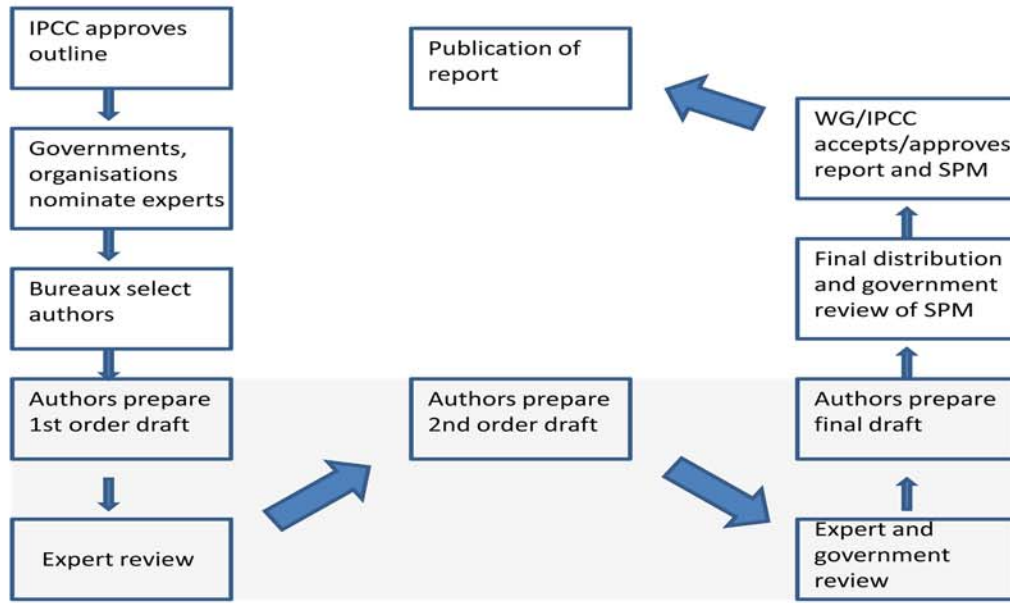 IPCC approves
outline
Governments,
organisations
nominate experts
Bureaux select
authors
Authors prepare
1st order draft
Expert review
Authors prepare
2nd order draft
Expert and
government
review
Authors prepare
final draft
Final distribution
and government
review of SPM
WG/IPCC
accepts/approves
report and SPM
Publication of
report